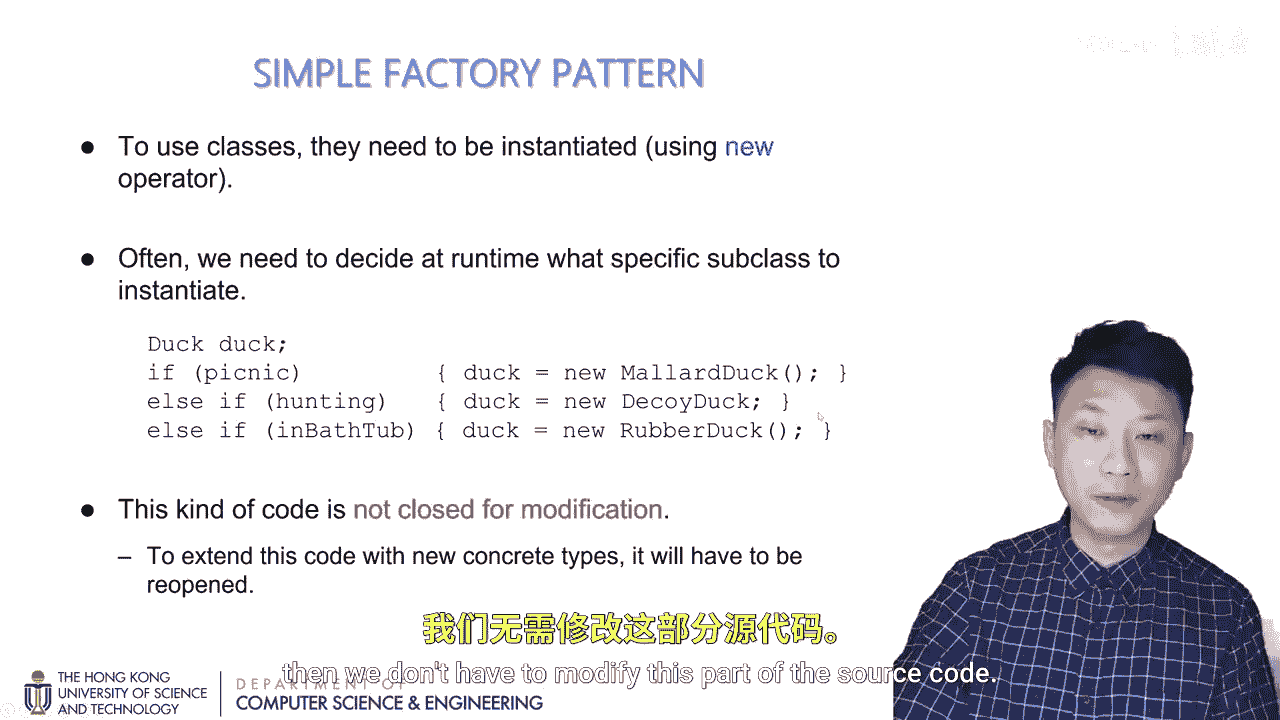 SIMPLE FACTORY PATTERN
● To use classes, they need to be instantiated (using new
operator).
● Often, we need to decide at runtime what specific subclass to
instantiate.
Duck duck;
if (picnic) { duck = new MallardDuck(); }
else if (hunting) { duck = new DecoyDuck; }
else if (inBathTub) { duck = new RubberDuck(); }
● This kind of code is not closed for modification.
– To extend this code with new concrete types, it will have to be
reopened.
我们无需修改这部分源代码。
then we don't have to modify this part of the source code.
THE HONG KONG
UNIVERSITY OF SCIENCE
AND TECHNOLOGY
DEPARTMENT OF
COMPUTER SCIENCE & ENGINEERING